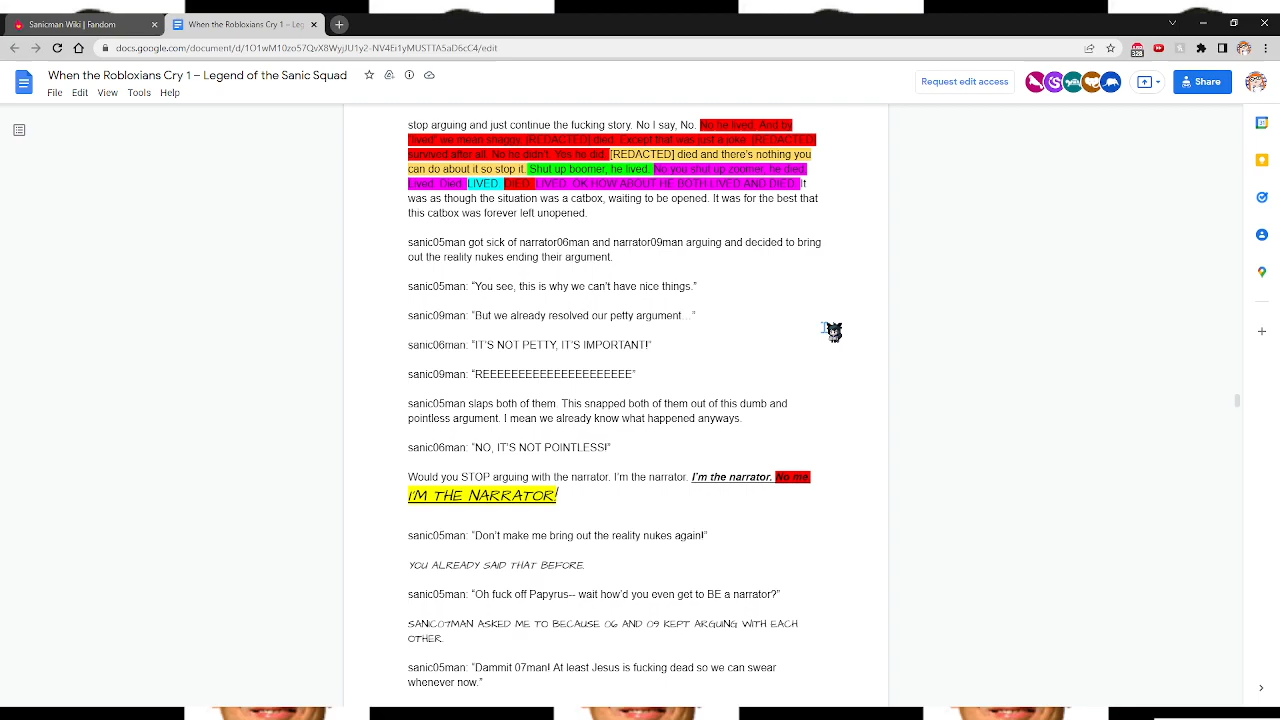 Sanicman Wiki | Fandom
When the Robloxians Cry 1 – Leg
docs.google.com/document/d/1O1wM10zo57QvX8WyjJU1y2-NV4Ei1yMUSTTA5aD6cC4/edit
When the Robloxians Cry 1 – Legend of the Sanic Squad
Request edit access
Share
File Edit View Tools Help
stop arguing and just continue the fucking story. No I say, No. No he lived. And by
“lived” we mean shaggy. [REDACTED] died. Except that was just a joke. [REDACTED]
survived after all. No he didn’t. Yes he did. [REDACTED] died and there’s nothing you
can do about it so stop it. Shut up boomer, he lived. No you shut up zoomer, he died.
Lived. Died. LIVED. DIED. LIVED. OK HOW ABOUT HE BOTH LIVED AND DIED. It
was as though the situation was a catbox, waiting to be opened. It was for the best that
this catbox was forever left unopened.
sanic05man got sick of narrator06man and narrator09man arguing and decided to bring
out the reality nukes ending their argument.
sanic05man: “You see, this is why we can’t have nice things.”
sanic09man: “But we already resolved our petty argument…”
sanic06man: “IT’S NOT PETTY, IT’S IMPORTANT!”
sanic09man: “REEEEEEEEEEEEEEEEEEEEEE”
sanic05man slaps both of them. This snapped both of them out of this dumb and
pointless argument. I mean we already know what happened anyways.
sanic06man: “NO, IT’S NOT POINTLESS!”
Would you STOP arguing with the narrator. I’m the narrator. I’m the narrator. No me.
I’M THE NARRATOR!
sanic05man: “Don’t make me bring out the reality nukes again!”
YOU ALREADY SAID THAT BEFORE.
sanic05man: “Oh fuck off Papyrus-- wait how’d you even get to BE a narrator?”
SANIC07MAN ASKED ME TO BECAUSE 06 AND 09 KEPT ARGUING WITH EACH
OTHER.
sanic05man: “Dammit 07man! At least Jesus is fucking dead so we can swear
whenever now.”